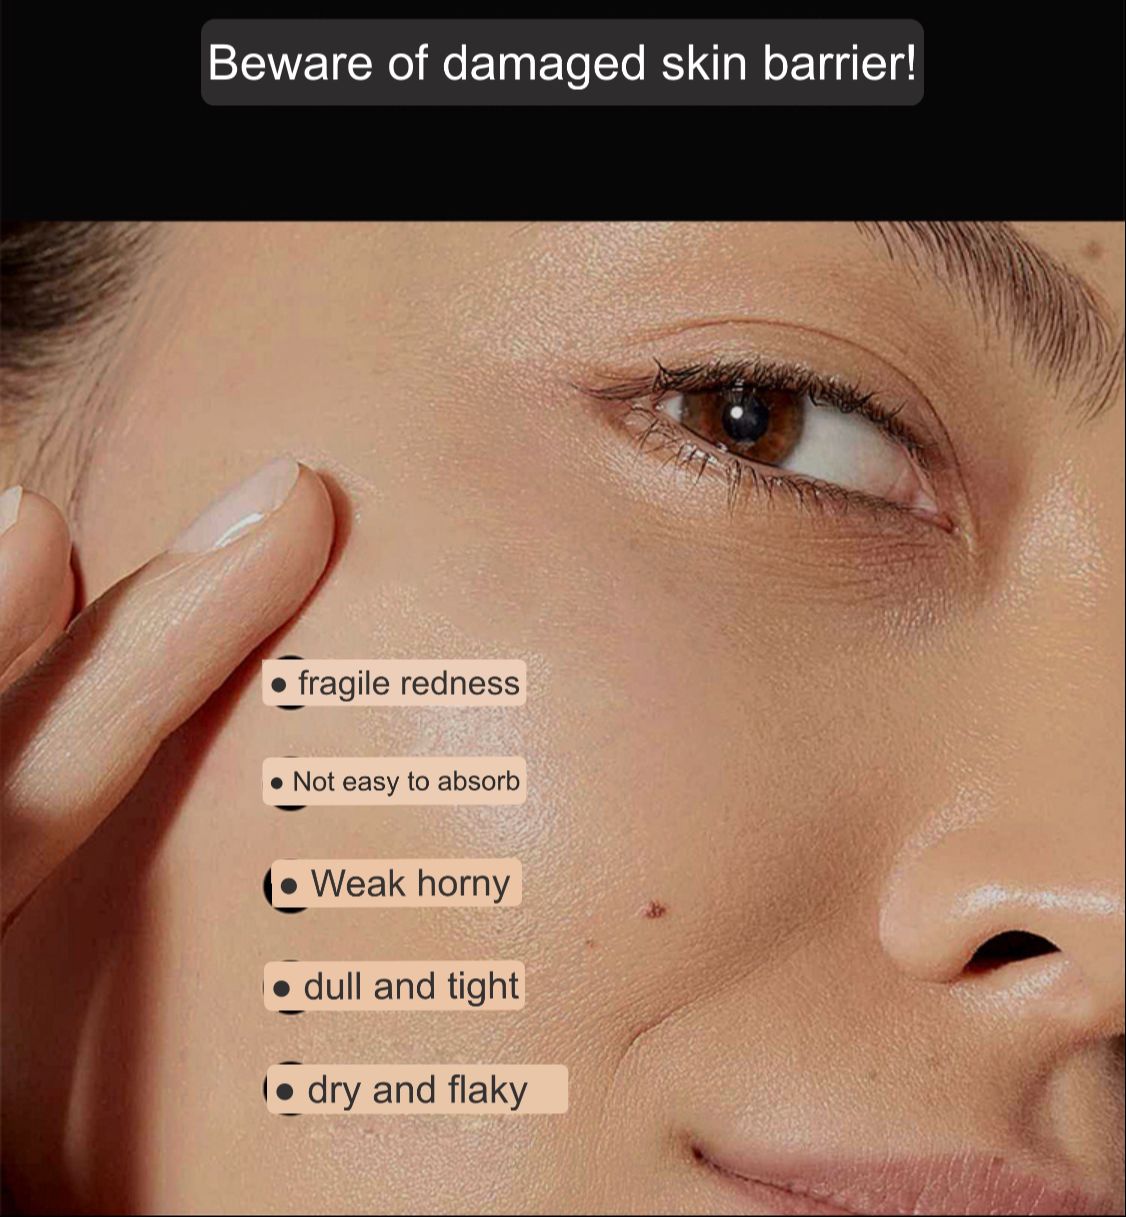 Beware of damaged skin barrier!
• fragile redness
• Not easy to absorb
• Weak horny
• dull and tight
• dry and flaky